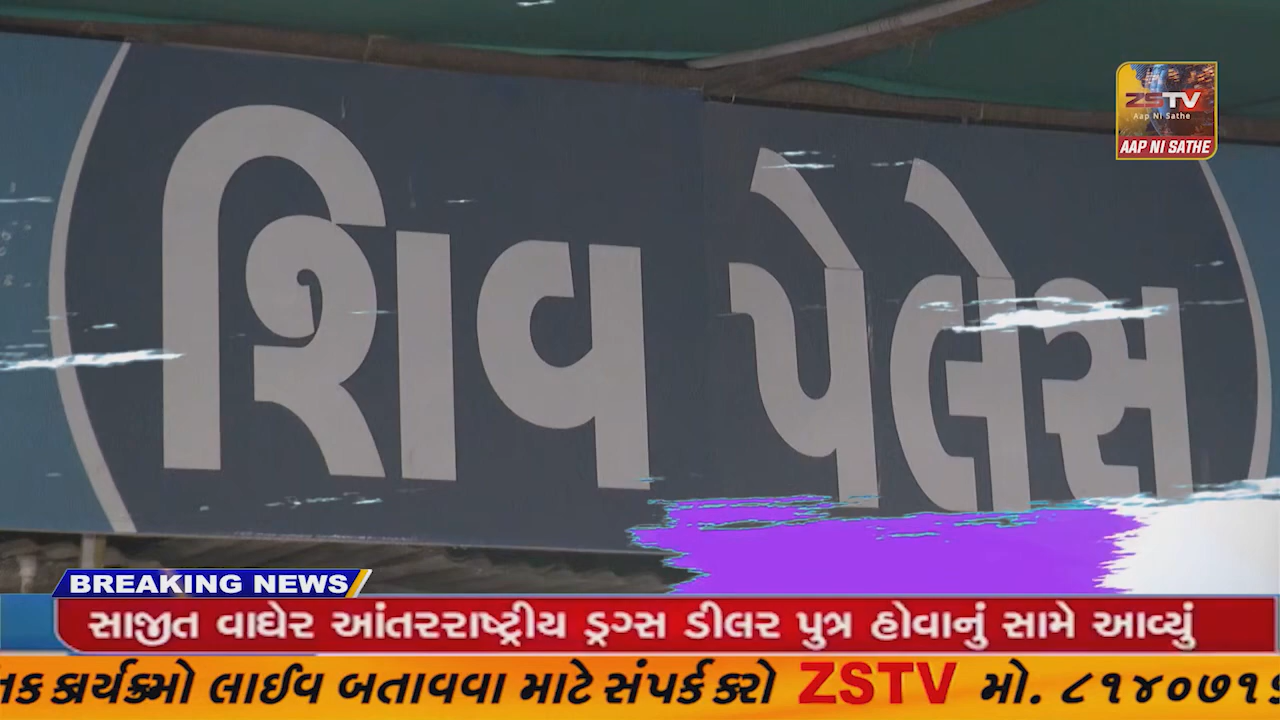 શિવ પેલેસ
ZSTV
Aap Ni Sathe
AAP NI SATHE
BREAKING NEWS
સાજીત વાઘેર આંતરરાષ્ટ્રીય ડ્રગ્સ ડીલર પુત્ર હોવાનું સામે આવ્યું
કાર્યક્રમો લાઈવ બતાવવા માટે સંપર્ક કરો ZSTV મો. ૮૧૪૦૭૧